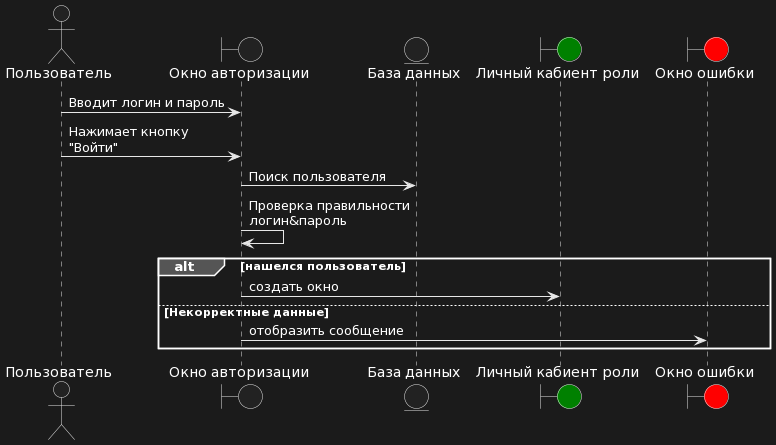 Пользователь
Окно авторизации
База данных
Личный кабиент роли
Окно ошибки
Вводит логин и пароль
Нажимает кнопку
"Войти"
Поиск пользователя
Проверка правильности
логин&пароль
alt
[нашелся пользователь]
создать окно
[Некорректные данные]
отобразить сообщение
Пользователь
Окно авторизации
База данных
Личный кабиент роли
Окно ошибки